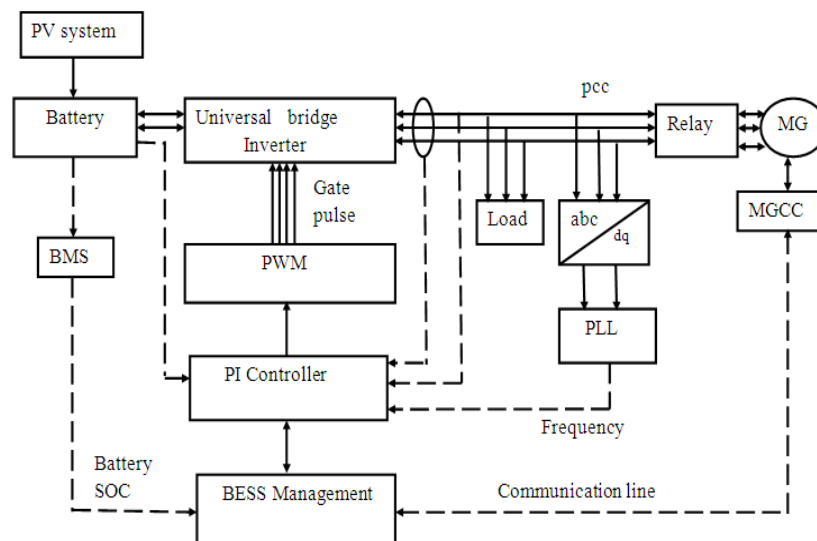 PV system
pcc
Battery
Universal bridge
Inverter
Relay
MG
Gate
pulse
Load
abc
dq
MGCC
BMS
PWM
PLL
PI Controller
Frequency
Battery
SOC
BESS Management
Communication line